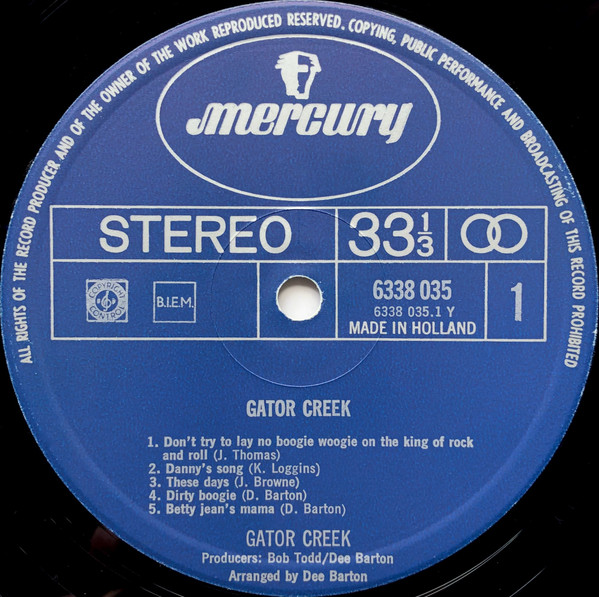 ALL RIGHTS OF THE RECORD PRODUCER AND OF THE OWNER OF THE WORK REPRODUCED RESERVED. COPYING, PUBLIC PERFORMANCE AND BROADCASTING OF THIS RECORD PROHIBITED
mercury
STEREO 33 1/3
COPYRIGHT CONTROL
B.I.E.M.
6338 035
6338 035.1 Y
MADE IN HOLLAND
1
GATOR CREEK
1. Don't try to lay no boogie woogie on the king of rock
and roll (J. Thomas)
2. Danny's song (K. Loggins)
3. These days (J. Browne)
4. Dirty boogie (D. Barton)
5. Betty jean's mama (D. Barton)
GATOR CREEK
Producers: Bob Todd/Dee Barton
Arranged by Dee Barton